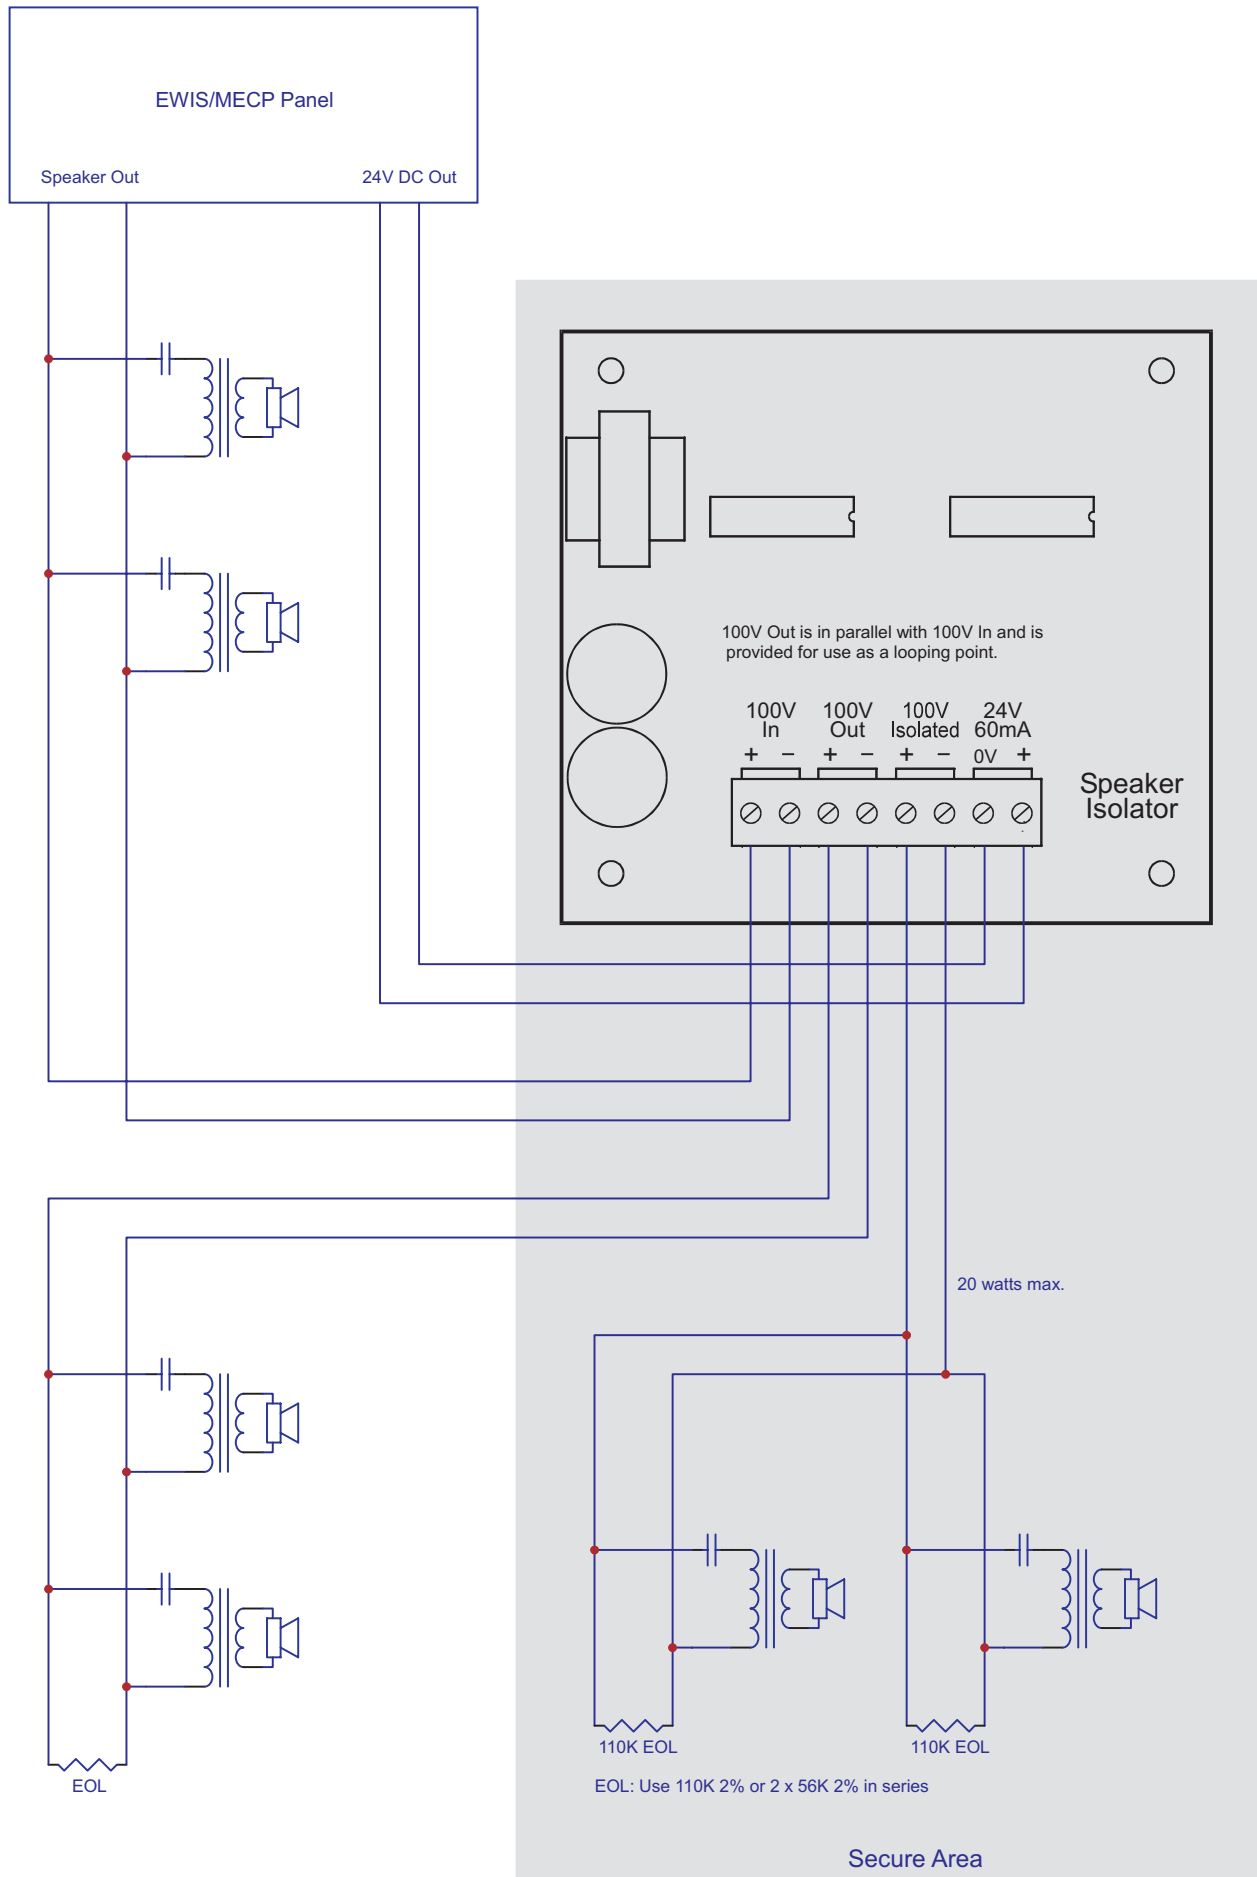 EWIS/MECP Panel
Speaker Out
24V DC Out
100V Out is in parallel with 100V In and is
provided for use as a looping point.
100V
In
+ −
100V
Out
+ −
100V
Isolated
+ −
24V
60mA
0V +
Speaker
Isolator
20 watts max.
110K EOL
110K EOL
EOL
EOL: Use 110K 2% or 2 x 56K 2% in series
Secure Area